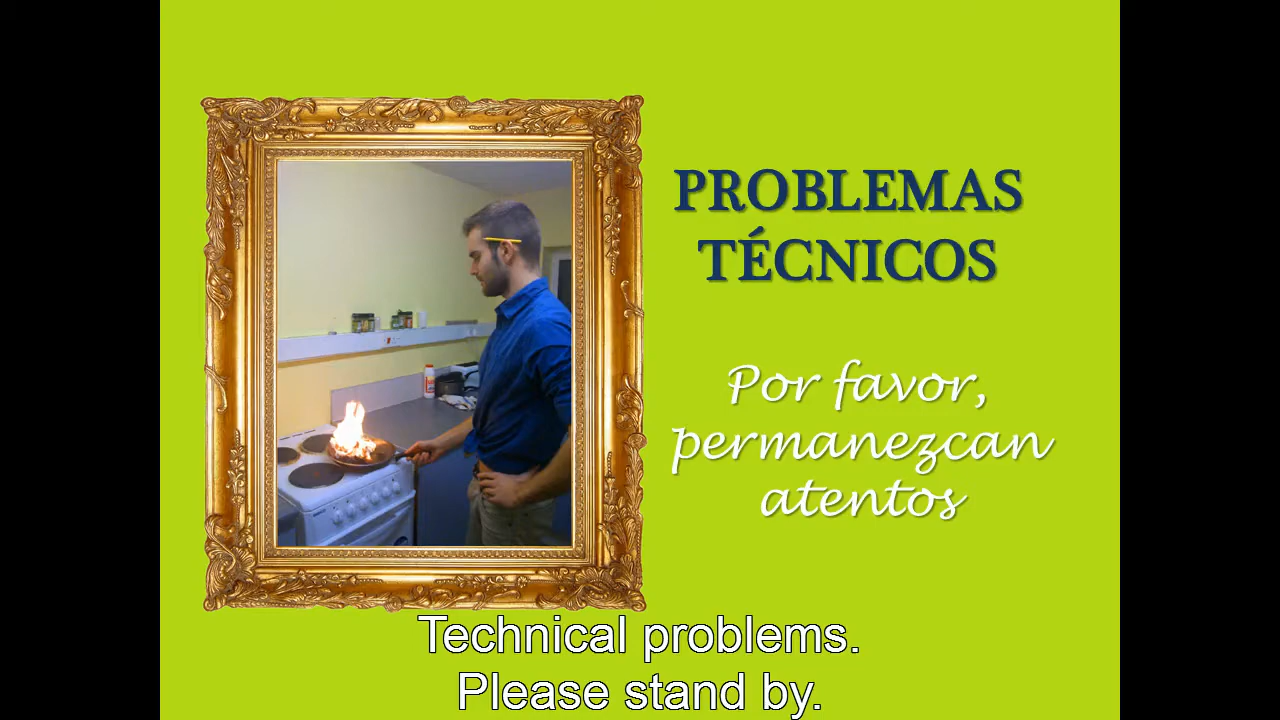 PROBLEMAS
TÉCNICOS
Por favor,
permanezcan
atentos
Technical problems.
Please stand by.